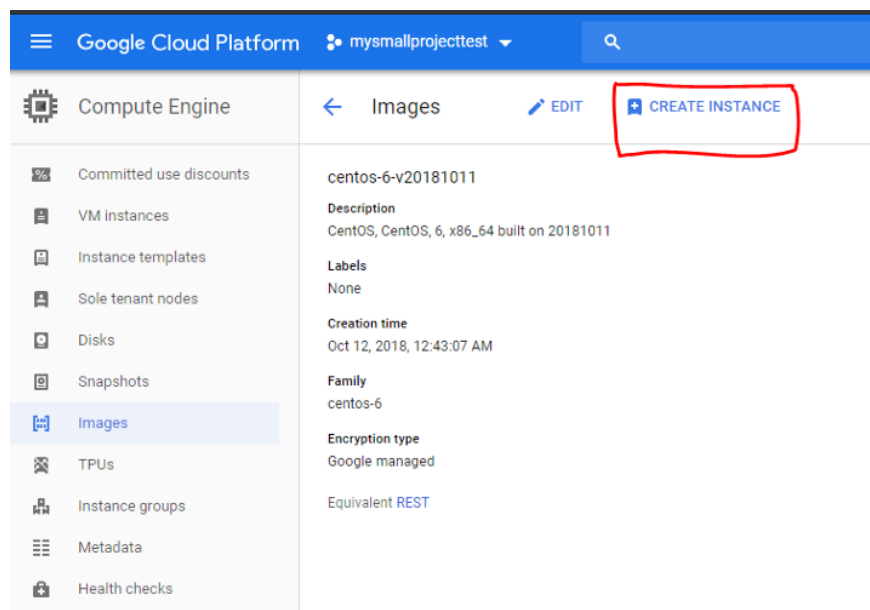 Google Cloud Platform mysmallprojecttest
Compute Engine
Images EDIT CREATE INSTANCE
Committed use discounts
VM instances
Instance templates
Sole tenant nodes
Disks
Snapshots
Images
TPUs
Instance groups
Metadata
Health checks
centos-6-v20181011
Description
CentOS, CentOS, 6, x86_64 built on 20181011
Labels
None
Creation time
Oct 12, 2018, 12:43:07 AM
Family
centos-6
Encryption type
Google managed
Equivalent REST